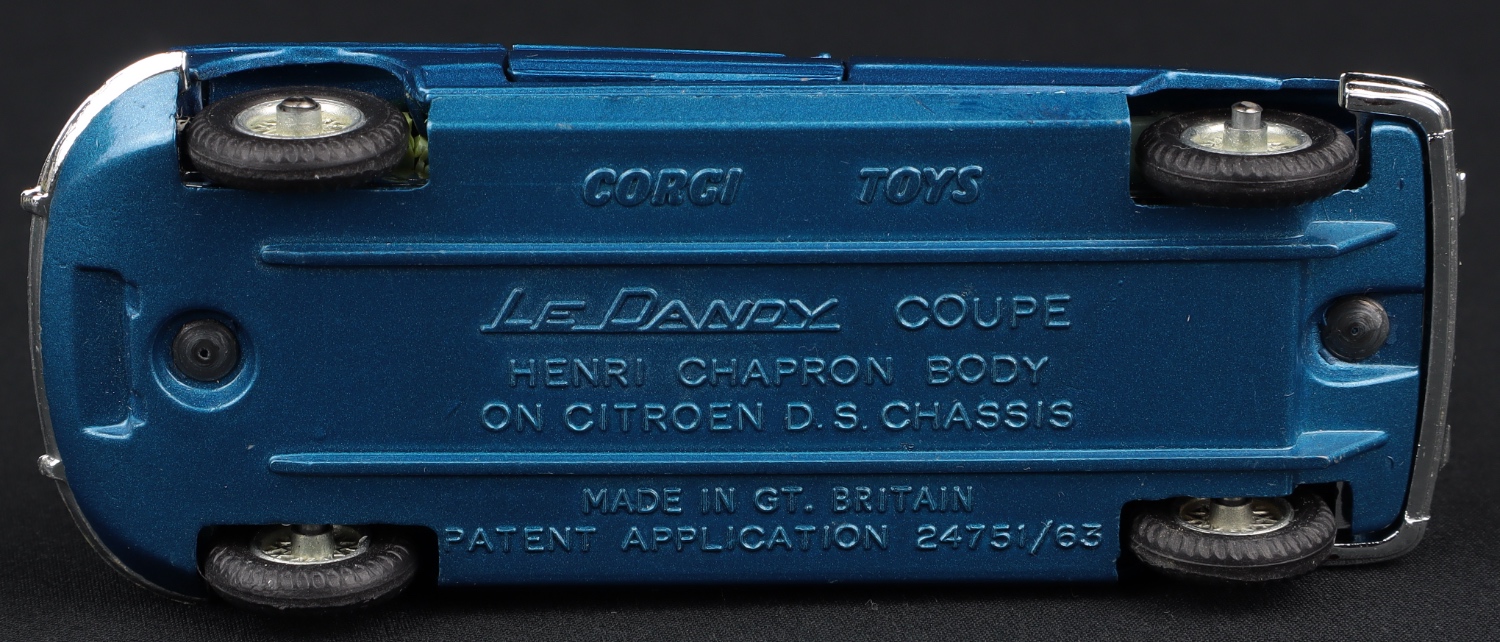 CORGI TOYS
LE DANDY COUPE
HENRI CHAPRON BODY
ON CITROEN D.S. CHASSIS
MADE IN GT. BRITAIN
PATENT APPLICATION 24751/63